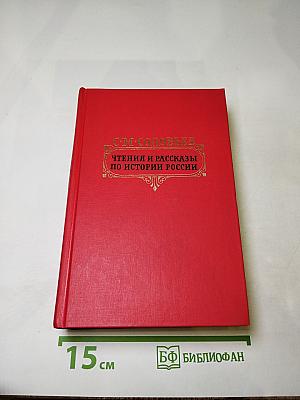 С.М. СОЛОВЬЕВ
ЧТЕНИЯ И РАССКАЗЫ
ПО ИСТОРИИ РОССИИ
15 см
БФ БИБЛИОФАН